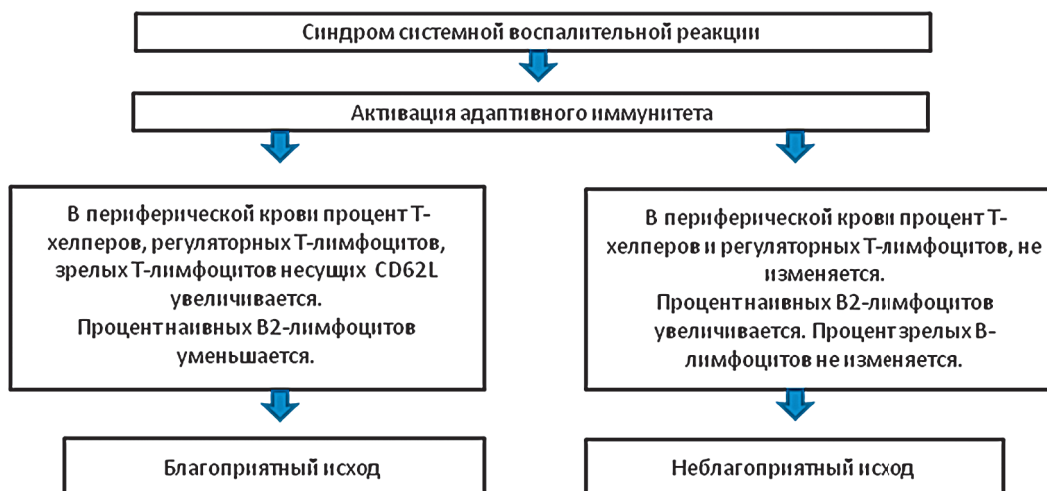 Синдром системной воспалительной реакции
Активация адаптивного иммунитета
В периферической крови процент Т-
хелперов, регуляторных Т-лимфоцитов,
зрелых Т-лимфоцитов несущих CD62L
увеличивается.
Процент наивных В2-лимфоцитов
уменьшается.
В периферической крови процент Т-
хелперов и регуляторных Т-лимфоцитов, не
изменяется.
Процент наивных В2-лимфоцитов
увеличивается. Процент зрелых В-
лимфоцитов не изменяется.
Благоприятный исход
Неблагоприятный исход